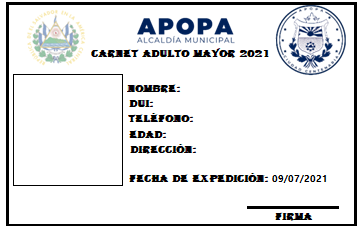 APOPA
ALCALDÍA MUNICIPAL
CARNET ADULTO MAYOR 2021
NOMBRE:
DUI:
TELÉFONO:
EDAD:
DIRECCIÓN:
FECHA DE EXPEDICIÓN: 09/07/2021
FIRMA